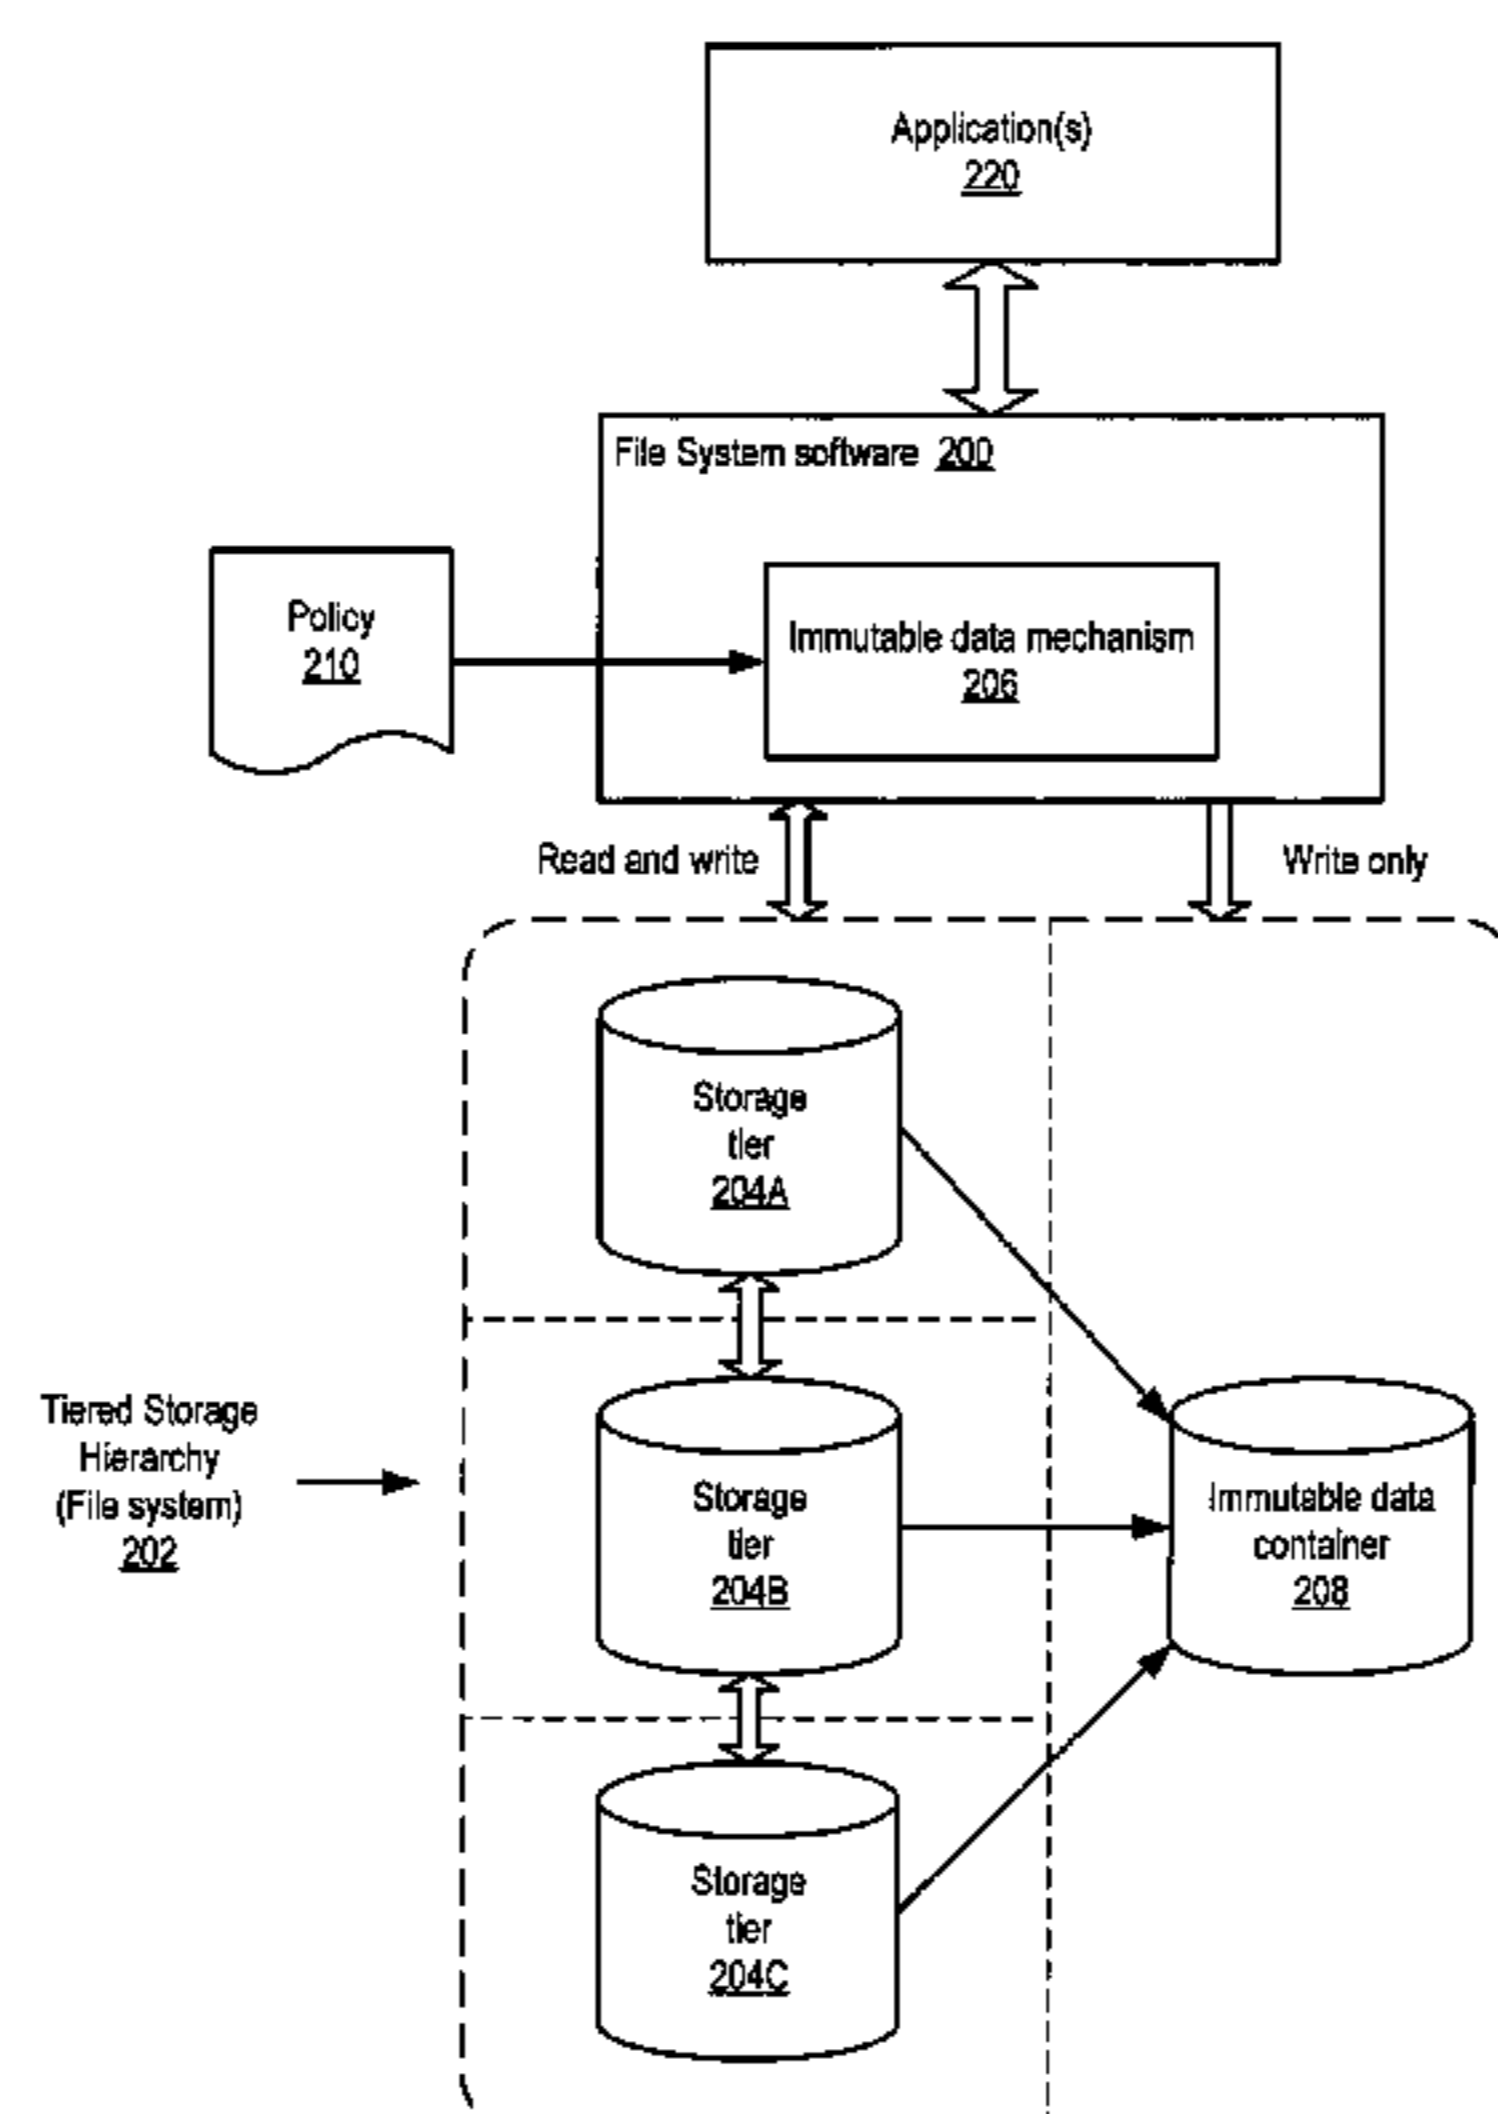 Application(s)
220
File System software 200
Policy
210
Immutable data mechanism
206
Read and write
Write only
Storage
tier
204A
Tiered Storage
Hierarchy
(File system)
202
Storage
tier
204B
Immutable data
container
208
Storage
tier
204C